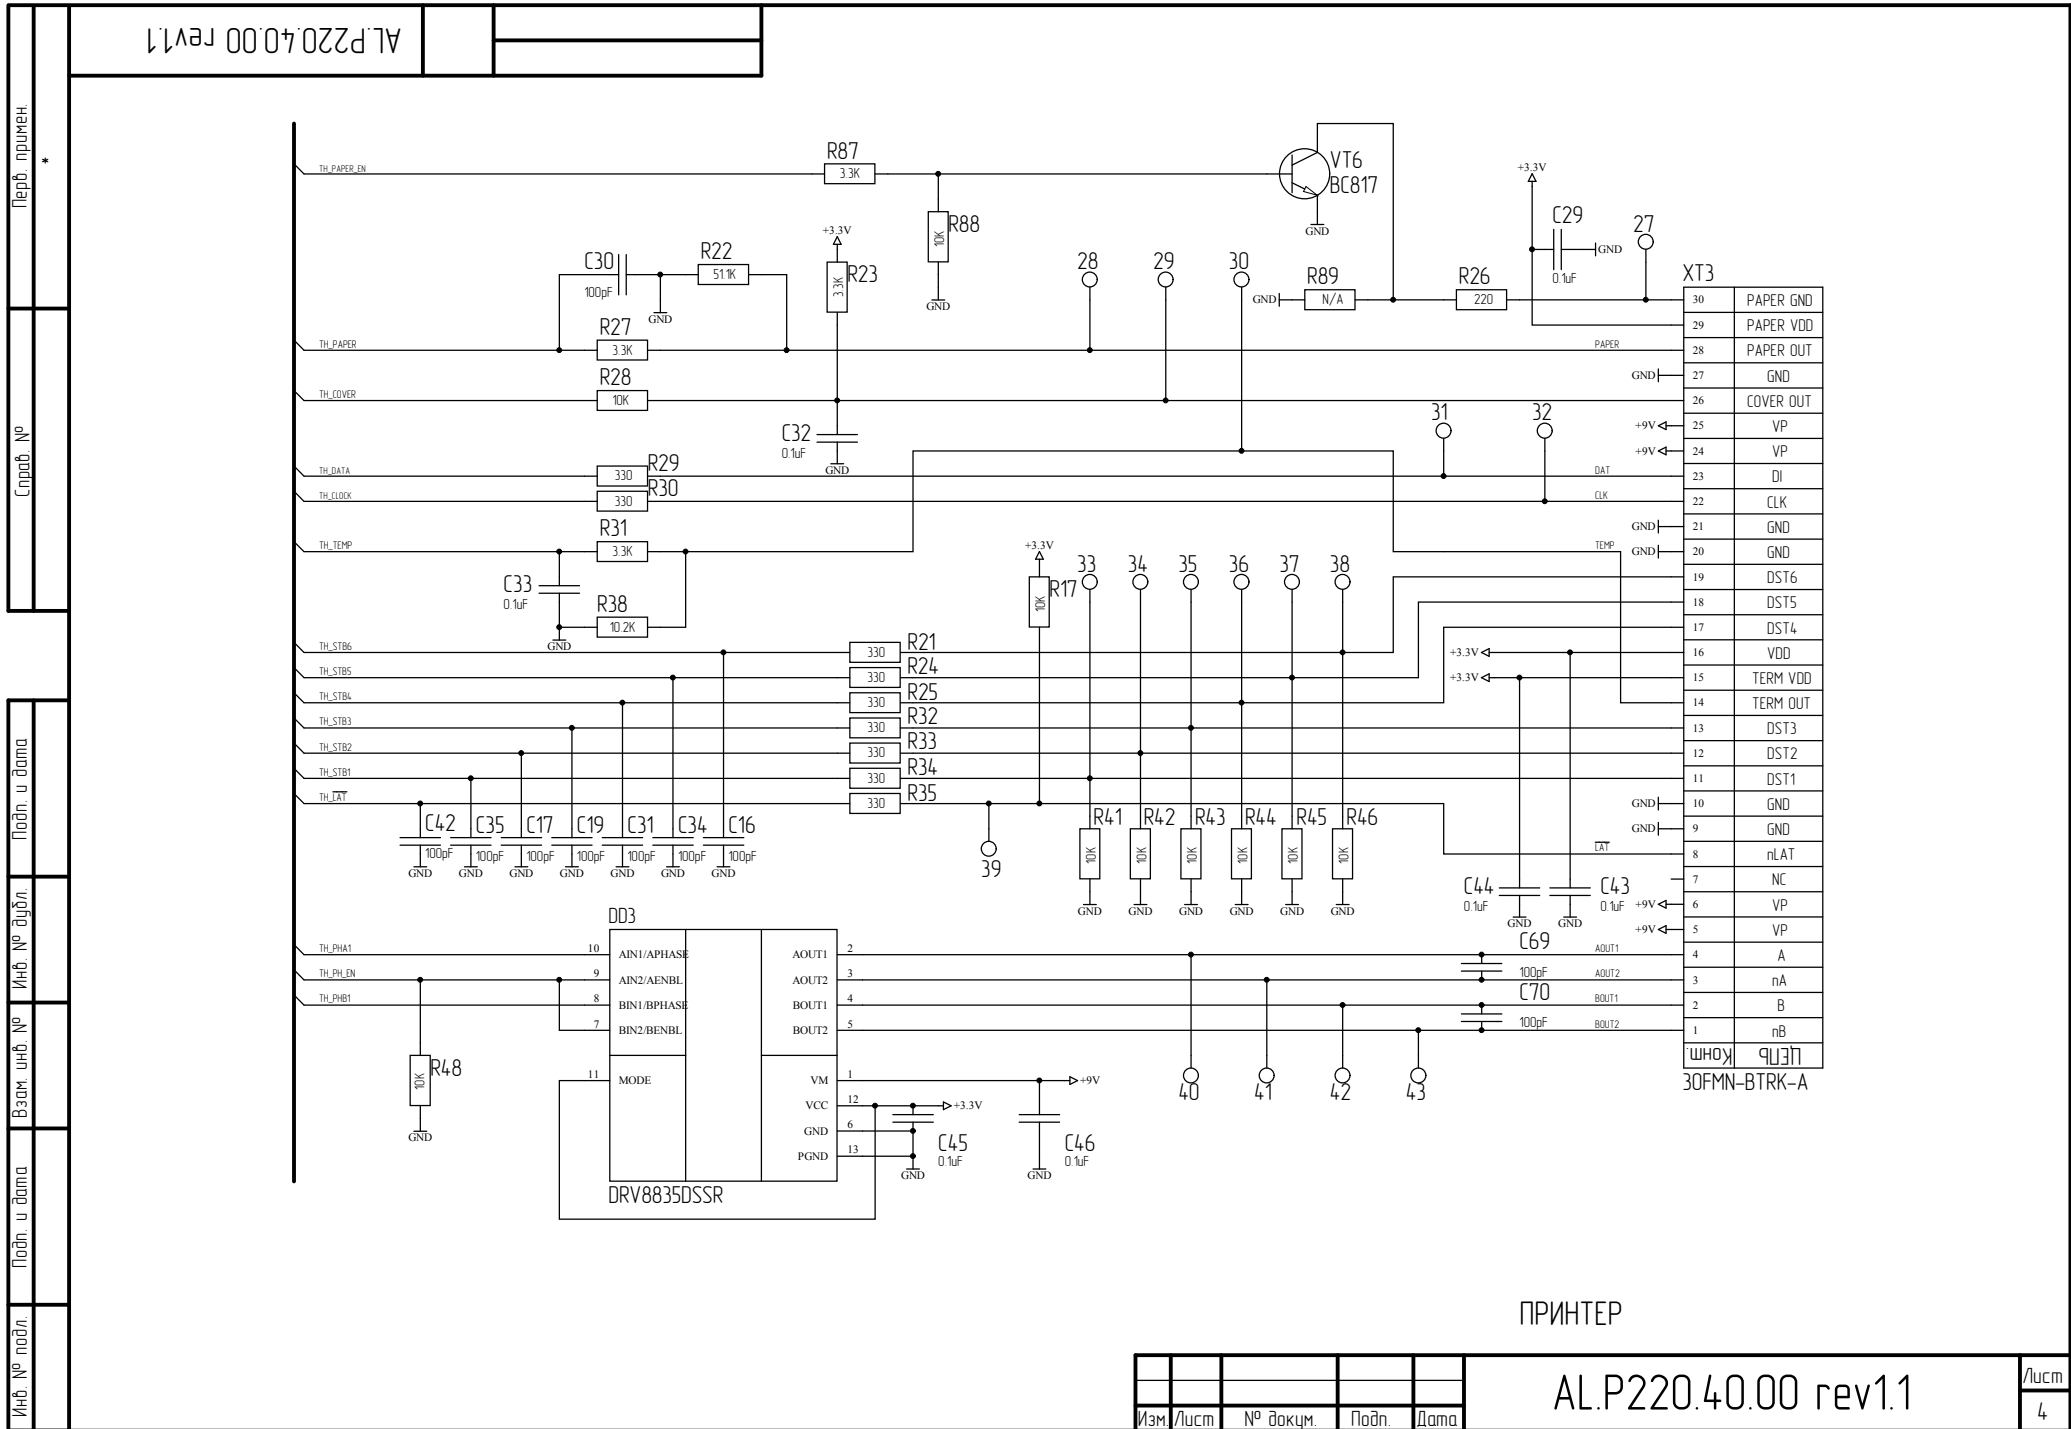 AL.P220.40.00 rev1.1
Перв. примен.
*
Справ. №
Подп. и дата
Инв. № дубл.
Взам. инв. №
Подп. и дата
Инв. № подл.
TH_PAPER_EN
R87
3.3K
R88
10K
GND
VT6
BC817
GND
+3.3V
C29
0.1uF
GND
27
C30
100pF
GND
R22
51.1K
+3.3V
R23
3.3K
28
29
30
GND
R89
N/A
R26
220
TH_PAPER
R27
3.3K
PAPER
TH_COVER
R28
10K
C32
0.1uF
GND
31
32
TH_DATA
330
R29
DAT
TH_CLOCK
330
R30
CLK
TH_TEMP
R31
3.3K
TEMP
C33
0.1uF
GND
R38
10.2K
+3.3V
R17
10K
33
34
35
36
37
38
TH_STB6
330
R21
TH_STB5
330
R24
TH_STB4
330
R25
TH_STB3
330
R32
TH_STB2
330
R33
TH_STB1
330
R34
TH_LAT
330
R35
+3.3V
+3.3V
C42
100pF
GND
C35
100pF
GND
C17
100pF
GND
C19
100pF
GND
C31
100pF
GND
C34
100pF
GND
C16
100pF
GND
39
R41
10K
GND
R42
10K
GND
R43
10K
GND
R44
10K
GND
R45
10K
GND
R46
10K
GND
LAT
C44
0.1uF
GND
C43
0.1uF
GND
DD3
TH_PHA1
10 AIN1/APHASE
AOUT1 2
TH_PH_EN
9 AIN2/AENBL
AOUT2 3
TH_PHB1
8 BIN1/BPHASE
BOUT1 4
7 BIN2/BENBL
BOUT2 5
11 MODE
VM 1
+9V
VCC 12
+3.3V
GND 6
PGND 13
DRV8835DSSR
R48
10K
GND
C45
0.1uF
GND
C46
0.1uF
GND
40
41
42
43
C69
100pF
C70
100pF
AOUT1
AOUT2
BOUT1
BOUT2
XT3
30 PAPER GND
29 PAPER VDD
28 PAPER OUT
GND 27 GND
26 COVER OUT
+9V 25 VP
+9V 24 VP
23 DI
22 CLK
GND 21 GND
GND 20 GND
19 DST6
18 DST5
17 DST4
16 VDD
15 TERM VDD
14 TERM OUT
13 DST3
12 DST2
11 DST1
GND 10 GND
GND 9 GND
8 nLAT
7 NC
+9V 6 VP
+9V 5 VP
4 A
3 nA
2 B
1 nB
Конт. ЦЕПЬ
30FMN-BTRK-A
ПРИНТЕР
Изм. Лист № докум. Подп. Дата
AL.P220.40.00 rev1.1
Лист
4